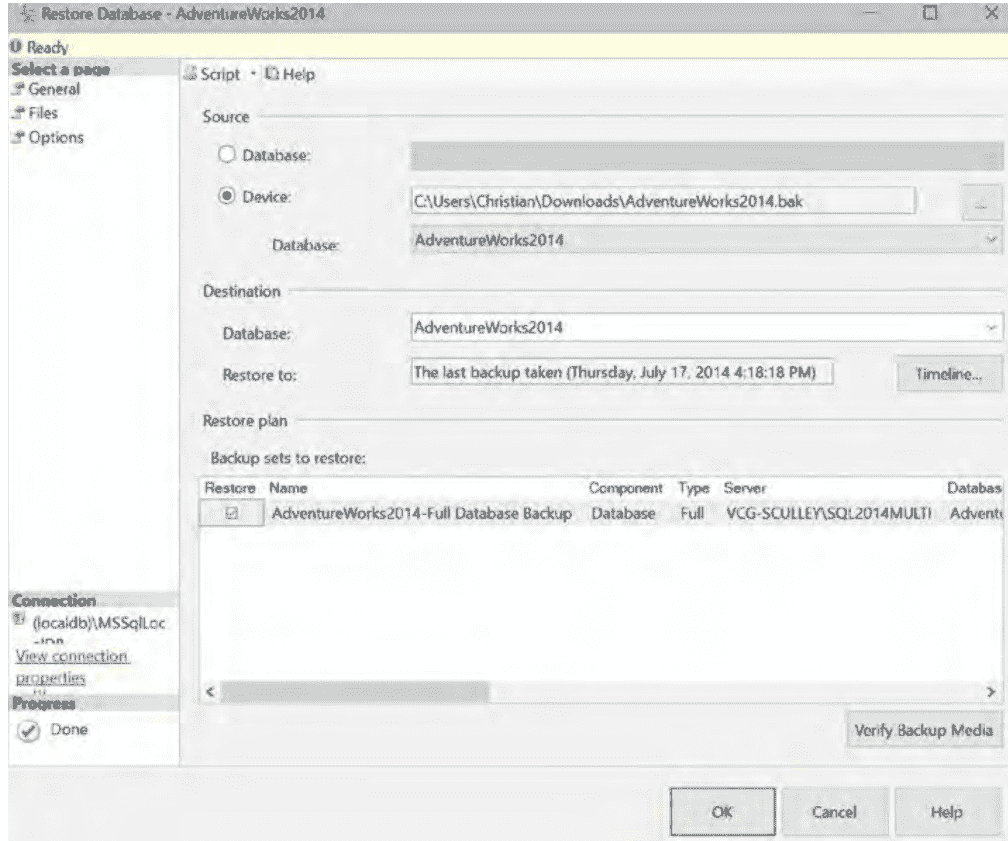 Restore Database - AdventureWorks2014
Ready
Select a page
General
Files
Options
Script Help
Source
Database:
Device:
C:\Users\Christian\Downloads\AdventureWorks2014.bak
...
Database:
AdventureWorks2014
Destination
Database:
AdventureWorks2014
Restore to:
The last backup taken (Thursday, July 17, 2014 4:18:18 PM)
Timeline...
Restore plan
Backup sets to restore:
Restore Name Component Type Server Databas
AdventureWorks2014-Full Database Backup Database Full VCG-SCULLEY\SQL2014MULTI Advent
Connection
(localdb)\MSSqlLoc
View connection
properties
Progress
Done
Verify Backup Media
OK Cancel Help